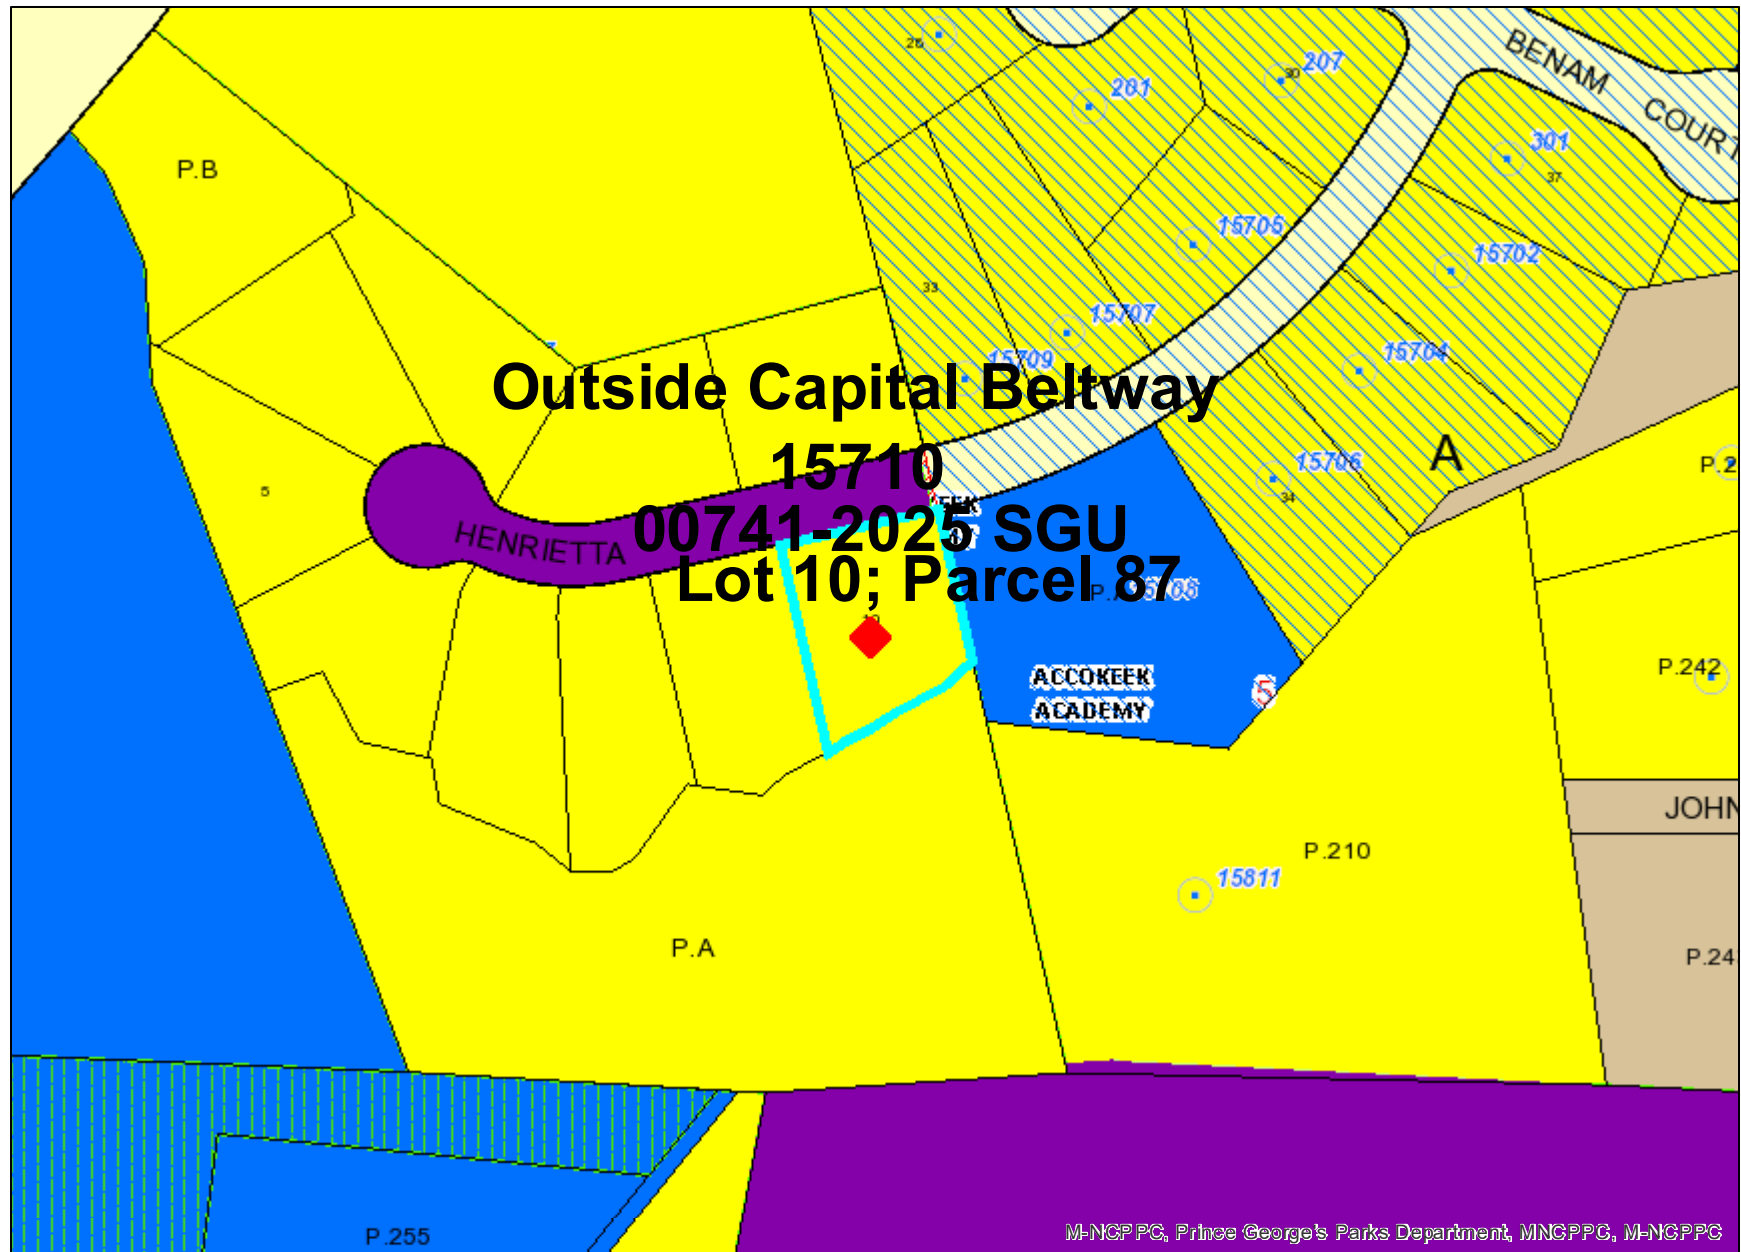 26
201
30
207
BENAM COURT
301
37
P.B
15705
15702
33
15707
15709
15704
Outside Capital Beltway
15710
A
15706
34
P.2
5
HENRIETTA
00741-2025 SGU
Lot 10; Parcel 87
10
ACCOKEEK
ACADEMY
5
P.242
JOHN
P.210
15811
P.A
P.24
P.255
M-NCPPC, Prince George's Parks Department, MNCPPC, M-NCPPC